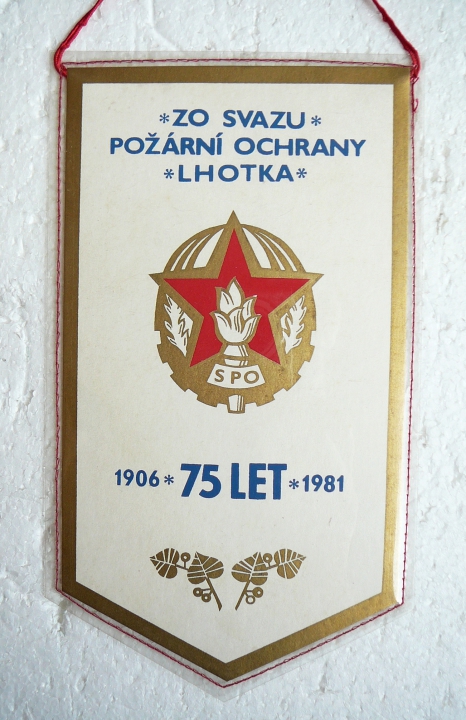 *ZO SVAZU*
POŽÁRNÍ OCHRANY
*LHOTKA*
SPO
1906*75 LET*1981